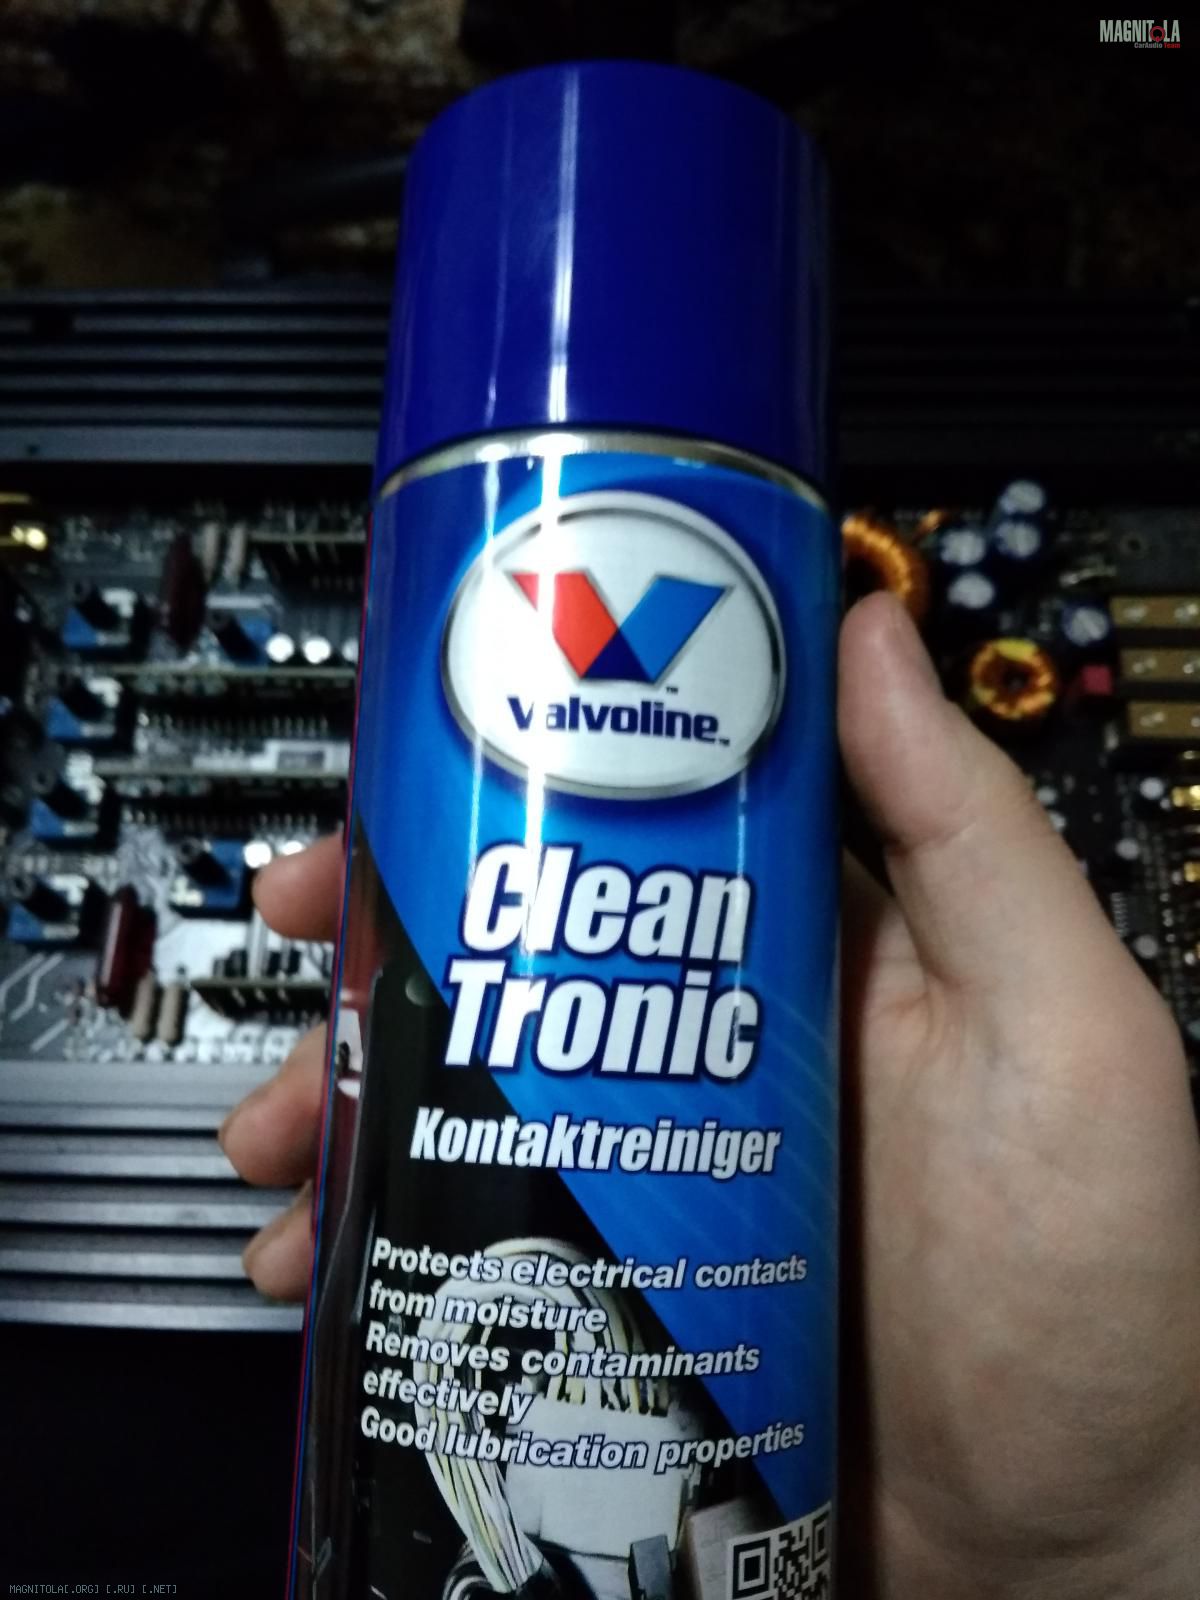 MAGNITOLA
CarAudio Team
Valvoline™
Clean
Tronic
Kontaktreiniger
Protects electrical contacts
from moisture
Removes contaminants
effectively
Good lubrication properties
MAGNITOLA[.ORG] [.RU] [.NET]